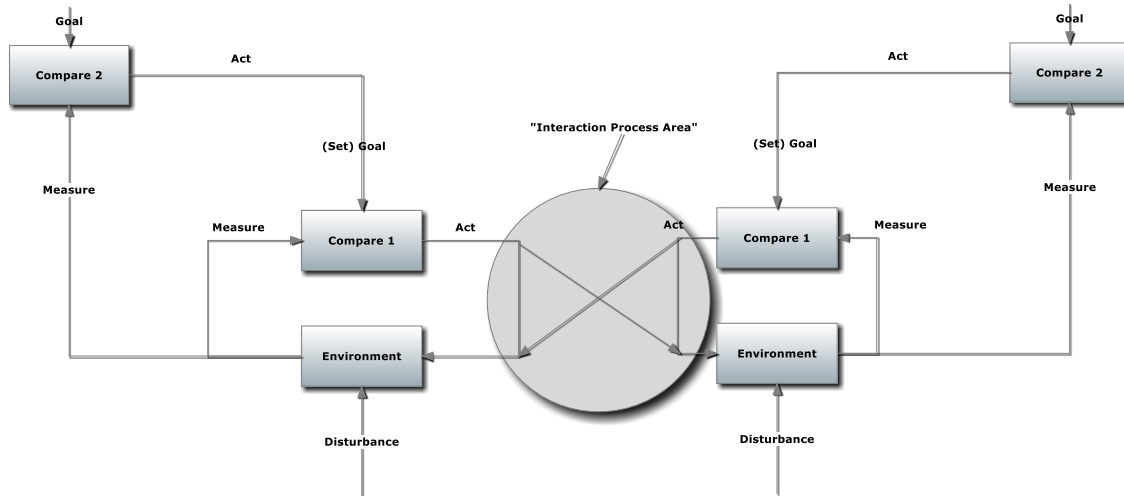 Goal
Goal
Compare 2
Act
Act
Compare 2
"Interaction Process Area"
(Set) Goal
(Set) Goal
Measure
Measure
Measure
Act
Act
Measure
Compare 1
Compare 1
Environment
Environment
Disturbance
Disturbance